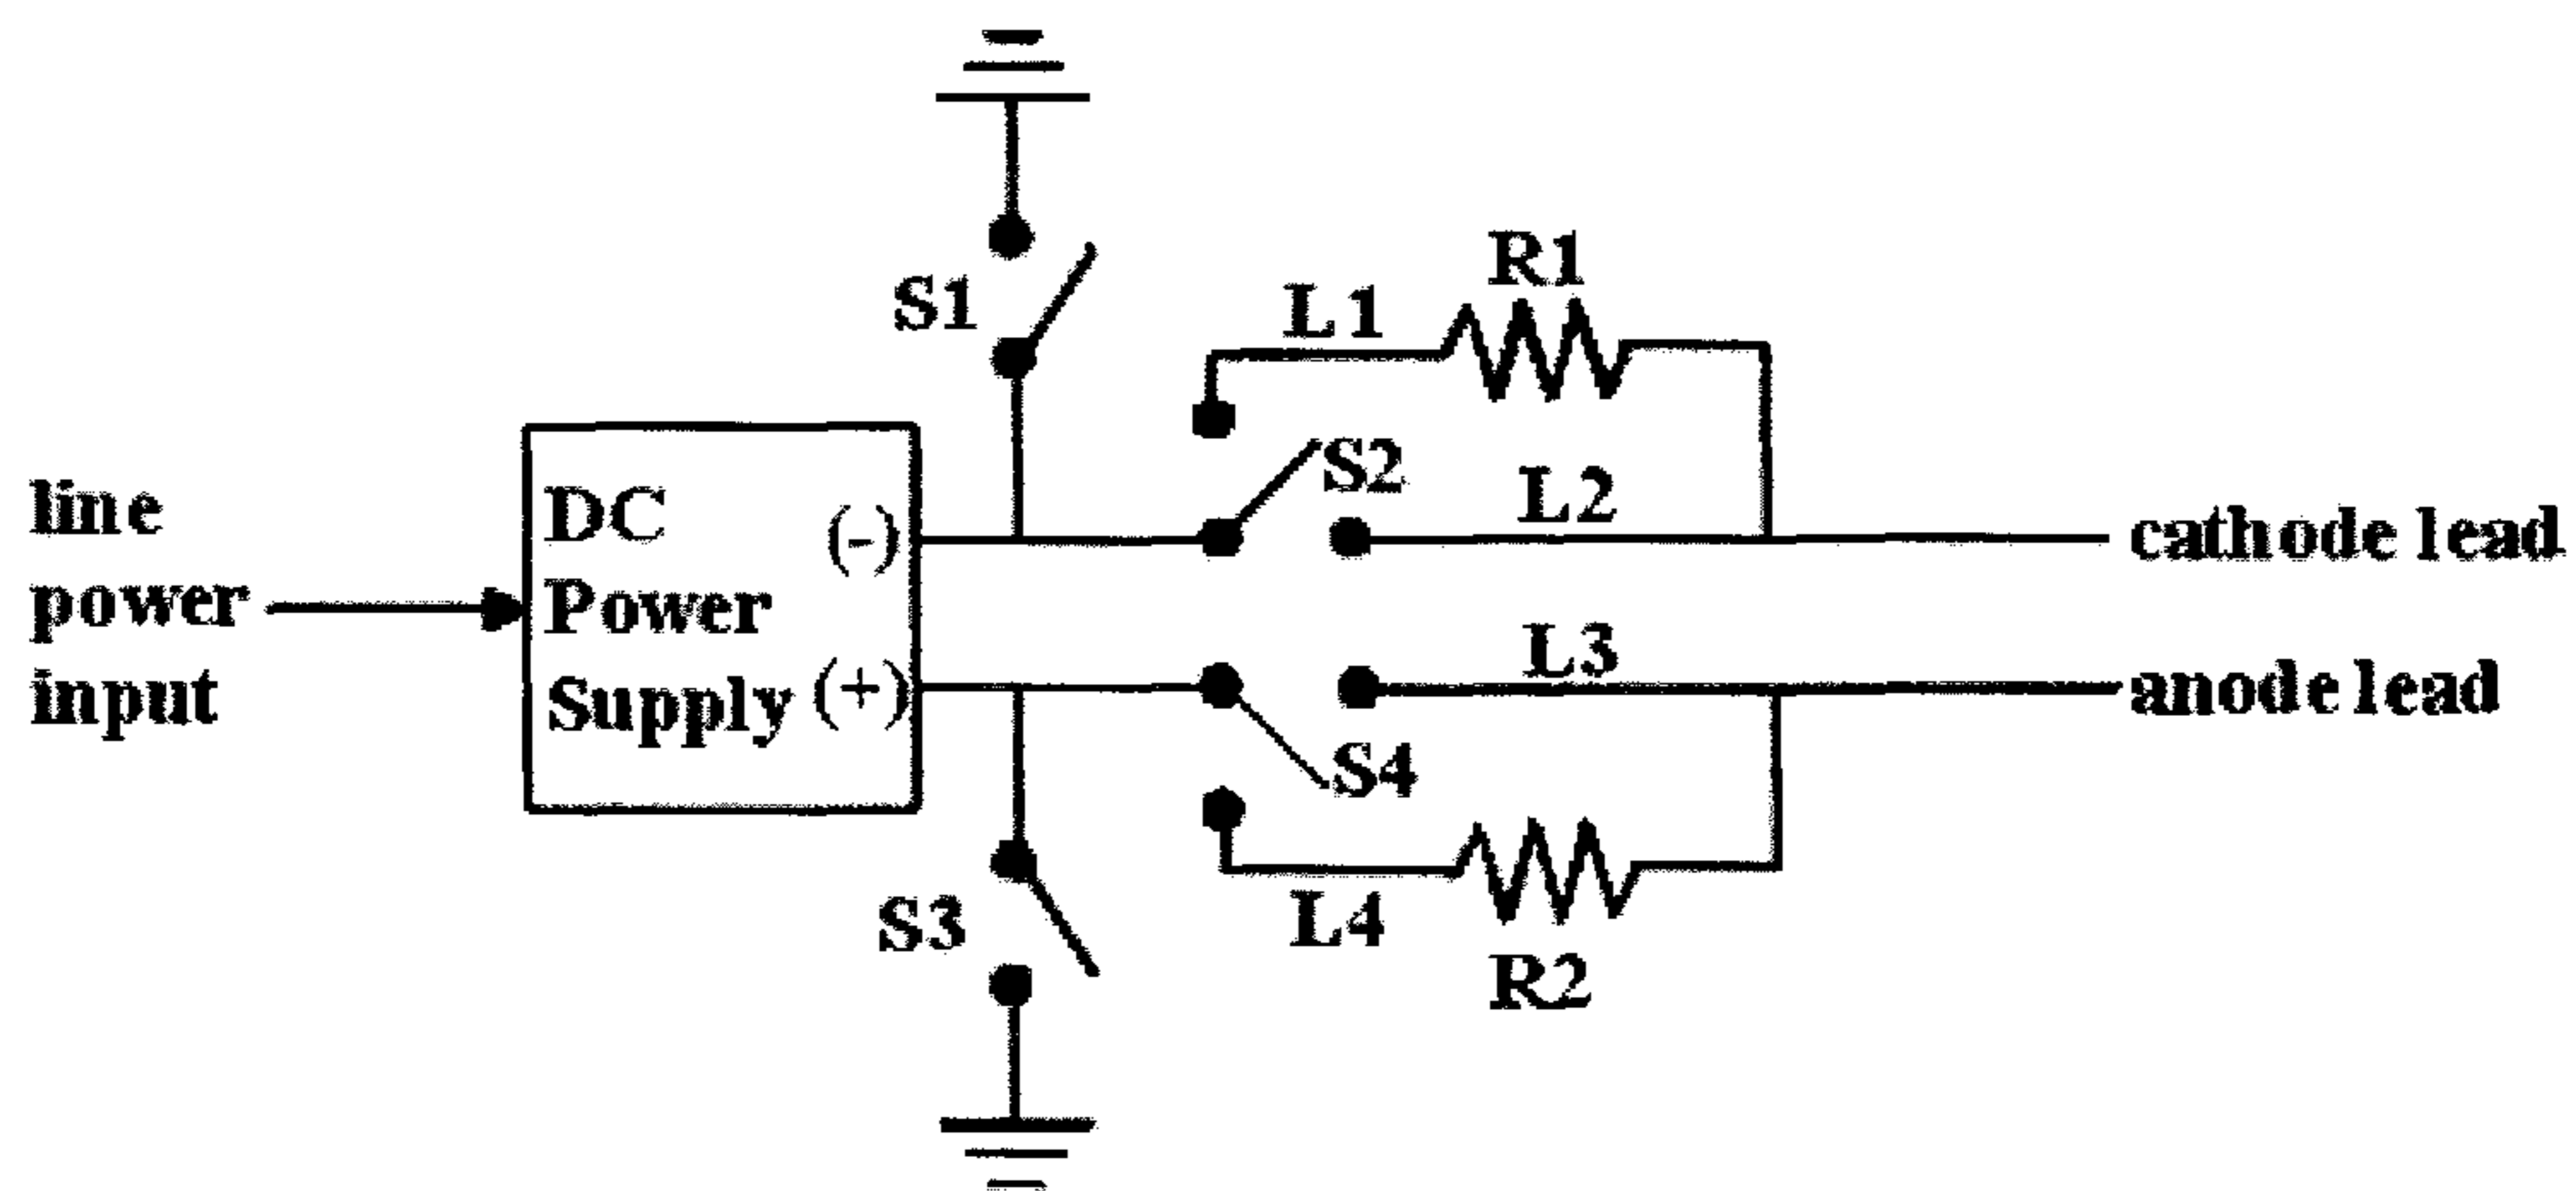 line
power
input
DC
Power
Supply
(-)
(+)
S1
S2
S3
S4
L1
R1
L2
L3
L4
R2
cathode lead
anode lead